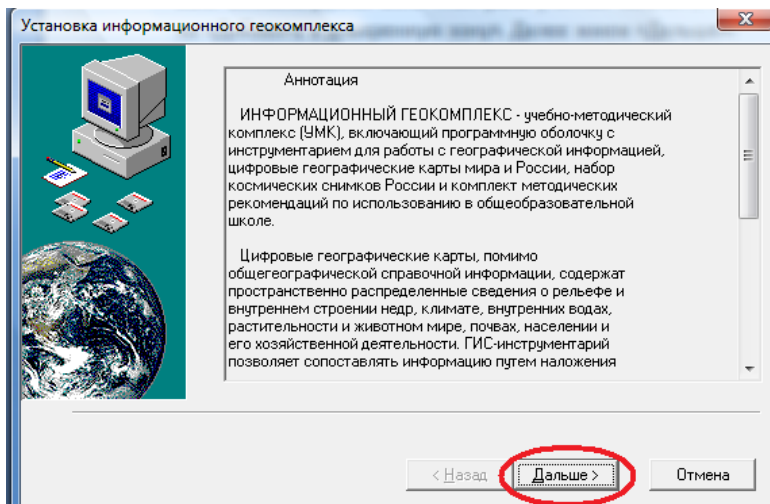 Установка информационного геокомплекса
Аннотация
ИНФОРМАЦИОННЫЙ ГЕОКОМПЛЕКС - учебно-методический
комплекс (УМК), включающий программную оболочку с
инструментарием для работы с географической информацией,
цифровые географические карты мира и России, набор
космических снимков России и комплект методических
рекомендаций по использованию в общеобразовательной
школе.
Цифровые географические карты, помимо
общегеографической справочной информации, содержат
пространственно распределенные сведения о рельефе и
внутреннем строении недр, климате, внутренних водах,
растительности и животном мире, почвах, населении и
его хозяйственной деятельности. ГИС-инструментарий
позволяет сопоставлять информацию путем наложения
< Назад Дальше > Отмена